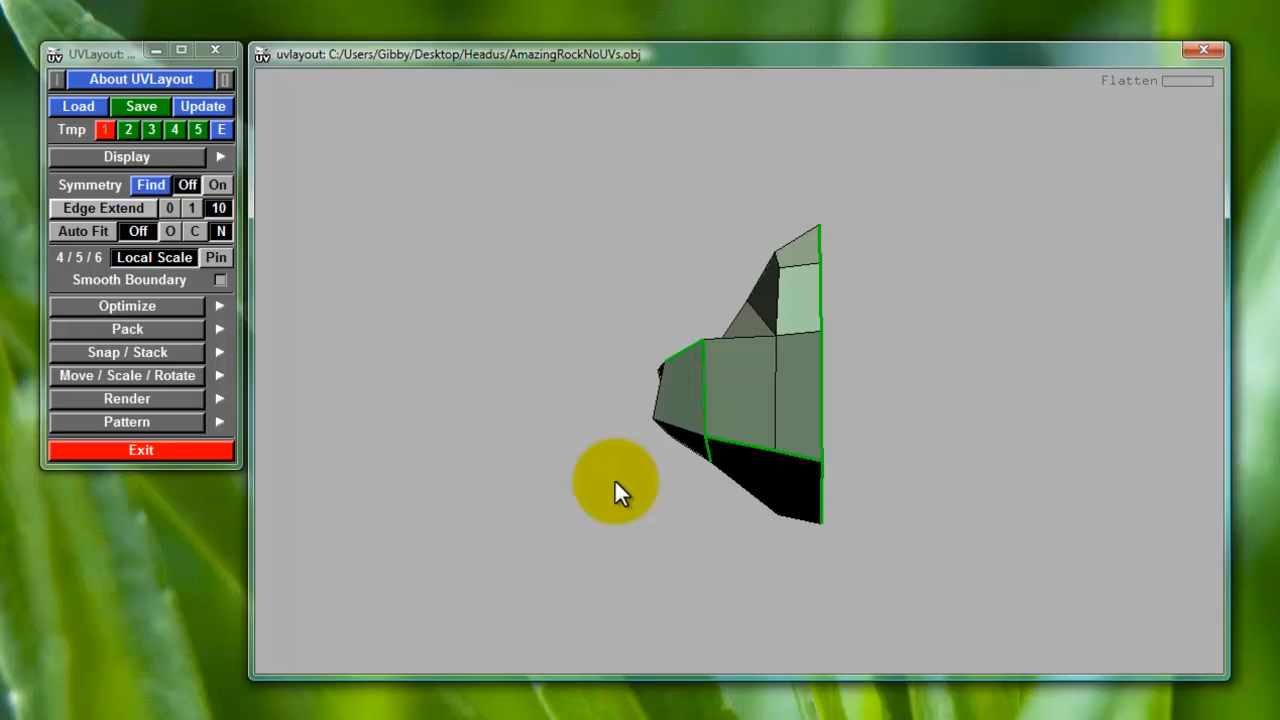 UVLayout: ...
About UVLayout
Load Save Update
Tmp 1 2 3 4 5 E
Display
Symmetry Find Off On
Edge Extend 0 1 10
Auto Fit Off O C N
4 / 5 / 6 Local Scale Pin
Smooth Boundary
Optimize
Pack
Snap / Stack
Move / Scale / Rotate
Render
Pattern
Exit
uvlayout: C:/Users/Gibby/Desktop/Headus/AmazingRockNoUVs.obj
Flatten